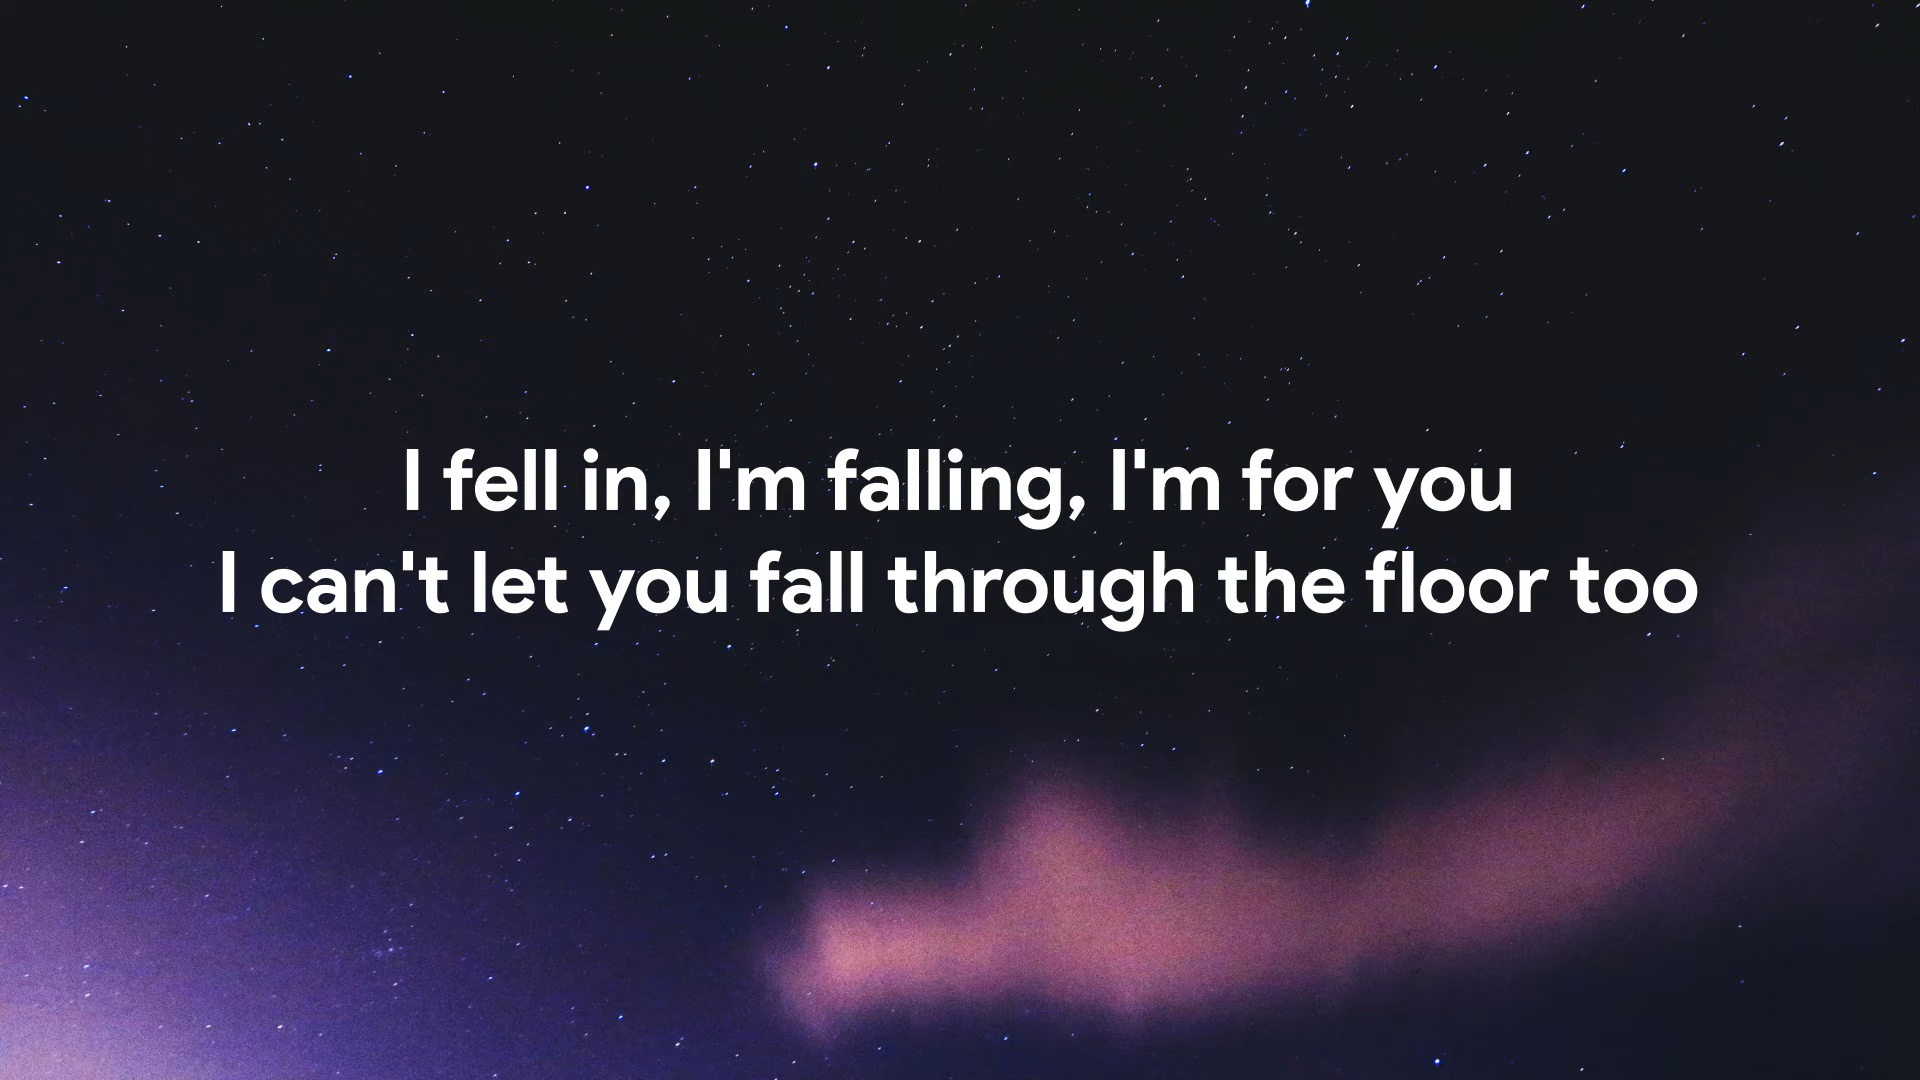 I fell in, I'm falling, I'm for you
I can't let you fall through the floor too